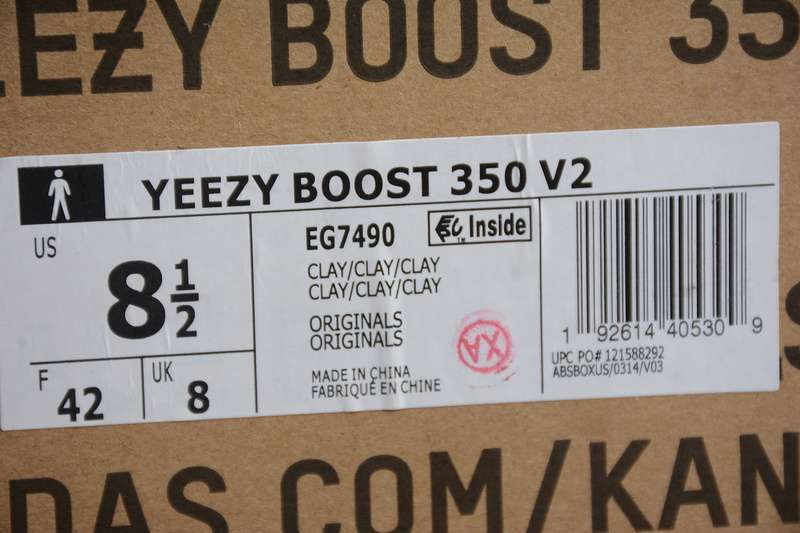 EEZY BOOST 35
YEEZY BOOST 350 V2
US
8 1/2
F
42
UK
8
EG7490
Inside
TM
CLAY/CLAY/CLAY
CLAY/CLAY/CLAY
ORIGINALS
ORIGINALS
XA
MADE IN CHINA
FABRIQUÉ EN CHINE
1 92614 40530 9
UPC PO# 121588292
ABSBOXUS/0314/V03
DAS.COM/KAN